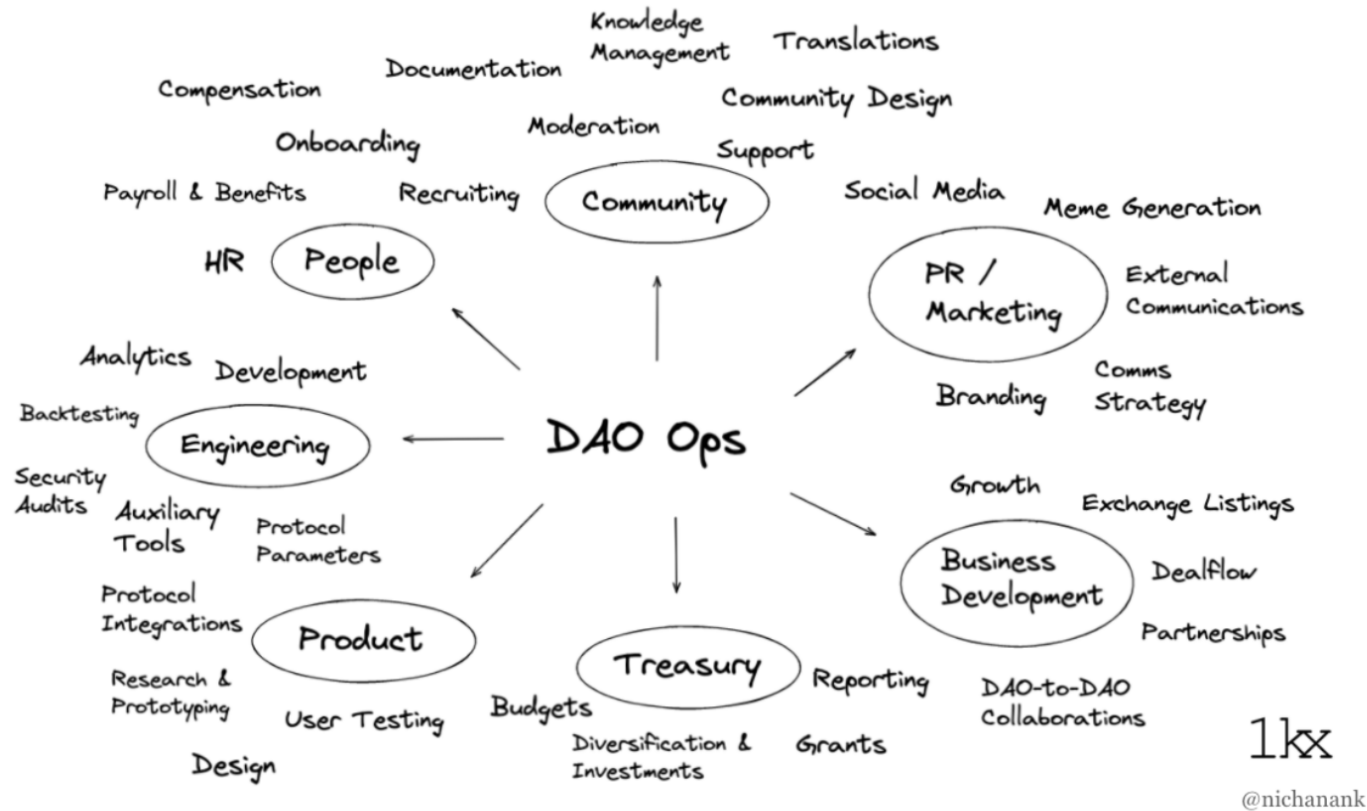 Knowledge
Management
Translations
Documentation
Compensation
Community Design
Moderation
Onboarding
Support
Payroll & Benefits
Recruiting
Community
Social Media
Meme Generation
HR
People
PR /
Marketing
External
Communications
Analytics
Development
Comms
Strategy
Branding
Backtesting
Engineering
DAO Ops
Security
Audits
Auxiliary
Tools
Protocol
Parameters
Growth
Exchange Listings
Business
Development
Dealflow
Partnerships
Protocol
Integrations
Product
Treasury
Reporting
DAO-to-DAO
Collaborations
Research &
Prototyping
User Testing
Budgets
Diversification &
Investments
Grants
Design
1kx
@nichanank